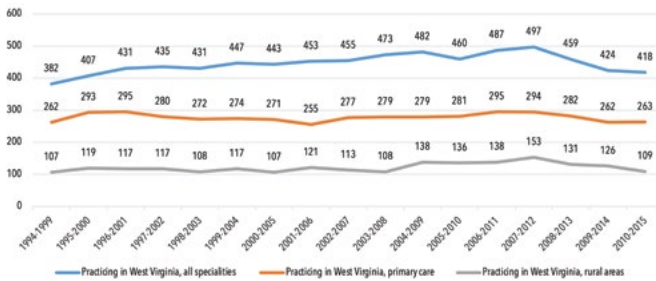 600
500
400
300
200
100
0
382 407 431 435 431 447 443 453 455 473 482 460 487 497 459 424 418
262 293 295 280 272 274 271 255 277 279 279 281 295 294 282 262 263
107 119 117 117 108 117 107 121 113 108 138 136 138 153 131 126 109
1994-1999 1995-2000 1996-2001 1997-2002 1998-2003 1999-2004 2000-2005 2001-2006 2002-2007 2003-2008 2004-2009 2005-2010 2006-2011 2007-2012 2008-2013 2009-2014 2010-2015
Practicing in West Virginia, all specialities Practicing in West Virginia, primary care Practicing in West Virginia, rural areas